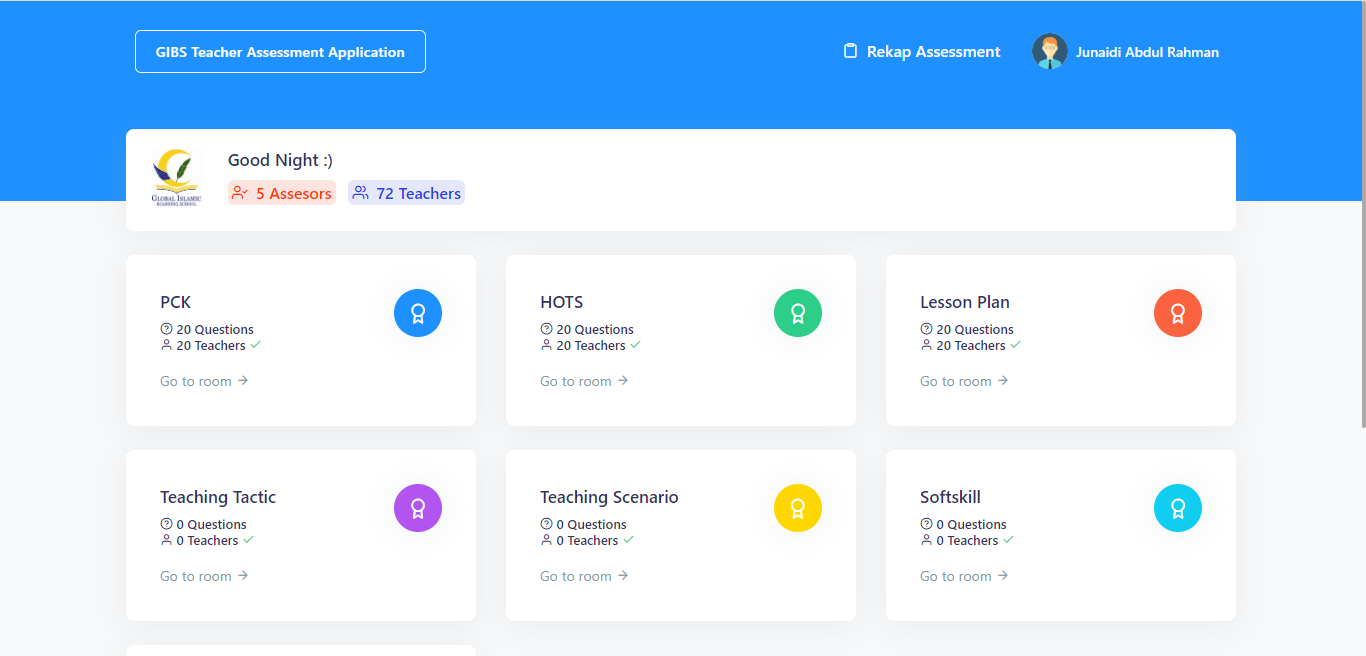 GIBS Teacher Assessment Application
Rekap Assessment
Junaidi Abdul Rahman
GLOBAL ISLAMIC
BOARDING SCHOOL
Good Night :)
5 Assesors
72 Teachers
PCK
20 Questions
20 Teachers
Go to room
HOTS
20 Questions
20 Teachers
Go to room
Lesson Plan
20 Questions
20 Teachers
Go to room
Teaching Tactic
0 Questions
0 Teachers
Go to room
Teaching Scenario
0 Questions
0 Teachers
Go to room
Softskill
0 Questions
0 Teachers
Go to room